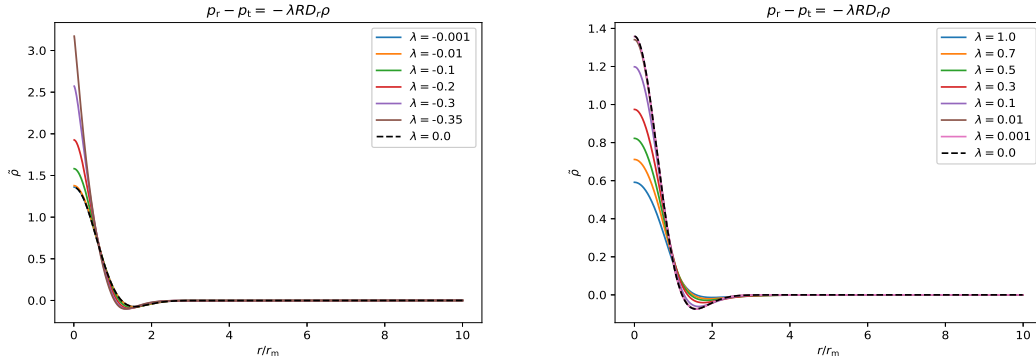 p_r − p_t = −λRD_rρ
3.0
2.5
2.0
1.5
1.0
0.5
0.0
ρ̃
0
2
4
6
8
10
r/r_m
λ = -0.001
λ = -0.01
λ = -0.1
λ = -0.2
λ = -0.3
λ = -0.35
λ = 0.0
p_r − p_t = −λRD_rρ
1.4
1.2
1.0
0.8
0.6
0.4
0.2
0.0
ρ̃
0
2
4
6
8
10
r/r_m
λ = 1.0
λ = 0.7
λ = 0.5
λ = 0.3
λ = 0.1
λ = 0.01
λ = 0.001
λ = 0.0